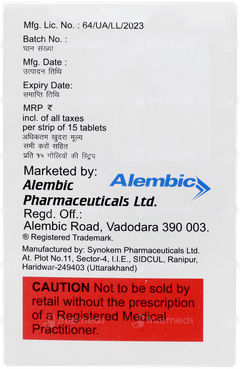 Mfg. Lic. No. : 64/UA/LL/2023
Batch No. :
घान संख्या
Mfg. Date :
उत्पादन तिथि
Expiry Date:
समाप्ति तिथि
MRP ₹
incl. of all taxes
per strip of 15 tablets
अधिकतम खुदरा मूल्य
सभी करों सहित
प्रति १५ गोलियों की स्ट्रिप
Marketed by:
Alembic
Alembic
Pharmaceuticals Ltd.
Regd. Off.:
Alembic Road, Vadodara 390 003.
® Registered Trademark.
Manufactured by: Synokem Pharmaceuticals Ltd.
At. Plot No.11, Sector-4, I.I.E., SIDCUL, Ranipur,
Haridwar-249403 (Uttarakhand)
CAUTION Not to be sold by
retail without the prescription
of a Registered Medical
Practitioner.